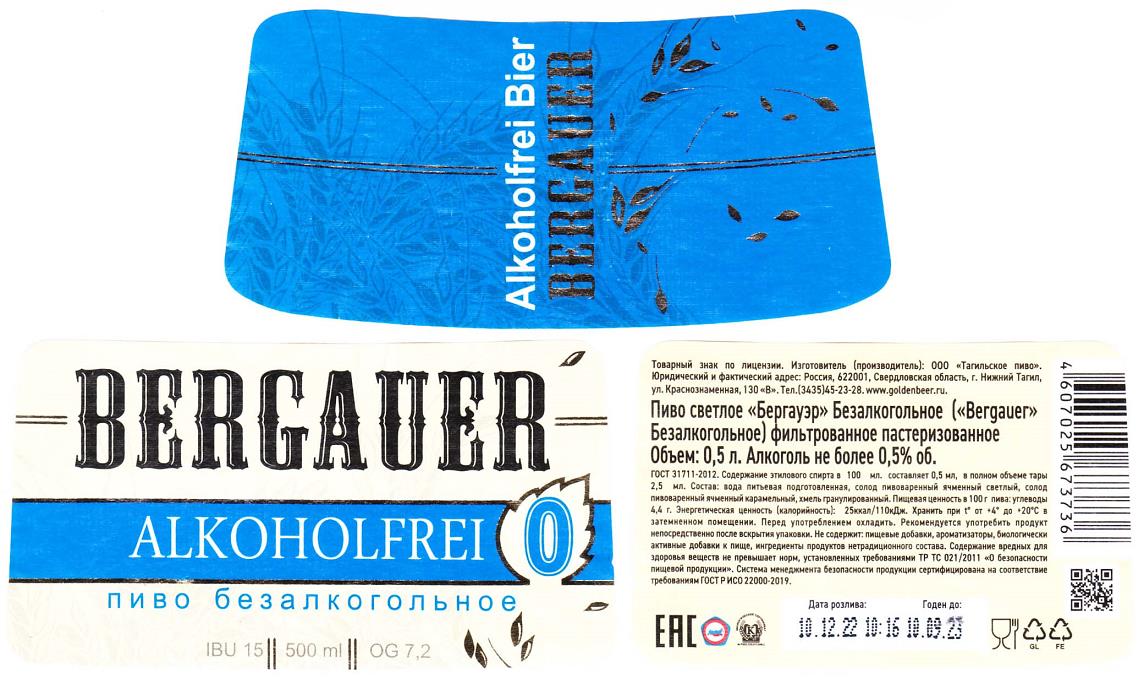 Alkoholfrei Bier
BERGAUER
BERGAUER
ALKOHOLFREI 0
пиво безалкогольное
IBU 15 500 ml OG 7,2
Товарный знак по лицензии. Изготовитель (производитель): ООО «Тагильское пиво».
Юридический и фактический адрес: Россия, 622001, Свердловская область, г. Нижний Тагил,
ул. Краснознаменная, 130 «В». Тел.(3435)45-23-28. www.goldenbeer.ru.
Пиво светлое «Бергауэр» Безалкогольное («Bergauer»
Безалкогольное) фильтрованное пастеризованное
Объем: 0,5 л. Алкоголь не более 0,5% об.
ГОСТ 31711-2012. Содержание этилового спирта в 100 мл. составляет 0,5 мл, в полном объеме тары
2,5 мл. Состав: вода питьевая подготовленная, солод пивоваренный ячменный светлый, солод
пивоваренный ячменный карамельный, хмель гранулированный. Пищевая ценность в 100 г пива: углеводы
4,4 г. Энергетическая ценность (калорийность): 25ккал/110кДж. Хранить при t° от +4° до +20°С в
затемненном помещении. Перед употреблением охладить. Рекомендуется употребить продукт
непосредственно после вскрытия упаковки. Не содержит: пищевые добавки, ароматизаторы, биологически
активные добавки к пище, ингредиенты продуктов нетрадиционного состава. Содержание вредных для
здоровья веществ не превышает норм, установленных требованиями ТР ТС 021/2011 «О безопасности
пищевой продукции». Система менеджмента безопасности продукции сертифицирована на соответствие
требованиям ГОСТ Р ИСО 22000-2019.
Дата розлива: Годен до:
10.12.22 10:16 10.09.23
EAC
GL FE
4 607025 673736